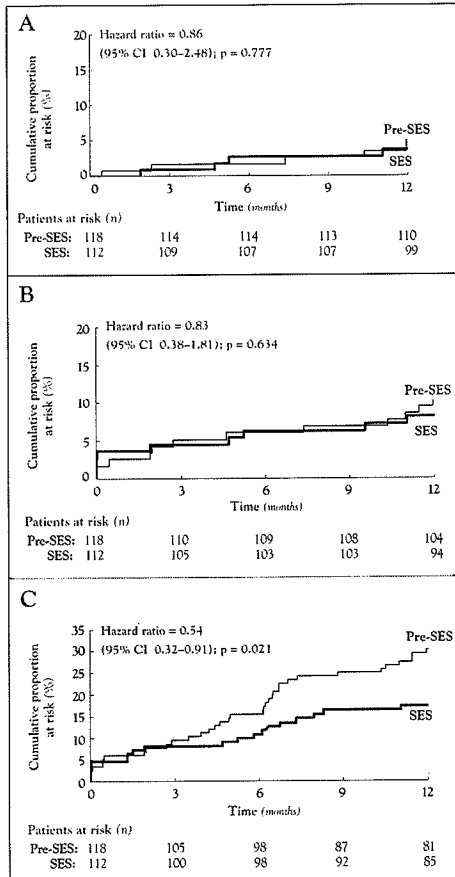 A
Hazard ratio = 0.86
(95% CI 0.30–2.48); p = 0.777
Cumulative proportion
at risk (%)
20
15
10
5
0
Pre-SES
SES
0 3 6 9 12
Time (months)
Patients at risk (n)
Pre-SES: 118 114 114 113 110
SES: 112 109 107 107 99
B
Hazard ratio = 0.83
(95% CI 0.38–1.81); p = 0.634
Cumulative proportion
at risk (%)
20
15
10
5
0
Pre-SES
SES
0 3 6 9 12
Time (months)
Patients at risk (n)
Pre-SES: 118 110 109 108 104
SES: 112 105 103 103 94
C
Hazard ratio = 0.54
(95% CI 0.32–0.91); p = 0.021
Cumulative proportion
at risk (%)
35
30
25
20
15
10
5
0
Pre-SES
SES
0 3 6 9 12
Time (months)
Patients at risk (n)
Pre-SES: 118 105 98 87 81
SES: 112 100 98 92 85